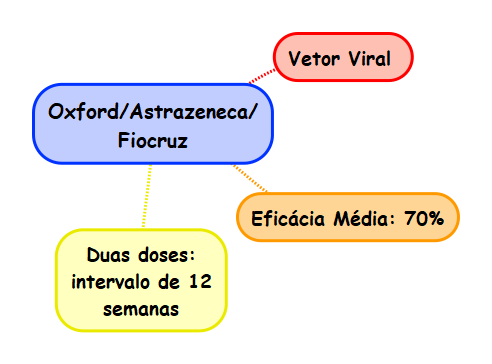 Vetor Viral
Oxford/Astrazeneca/
Fiocruz
Eficácia Média: 70%
Duas doses:
intervalo de 12
semanas